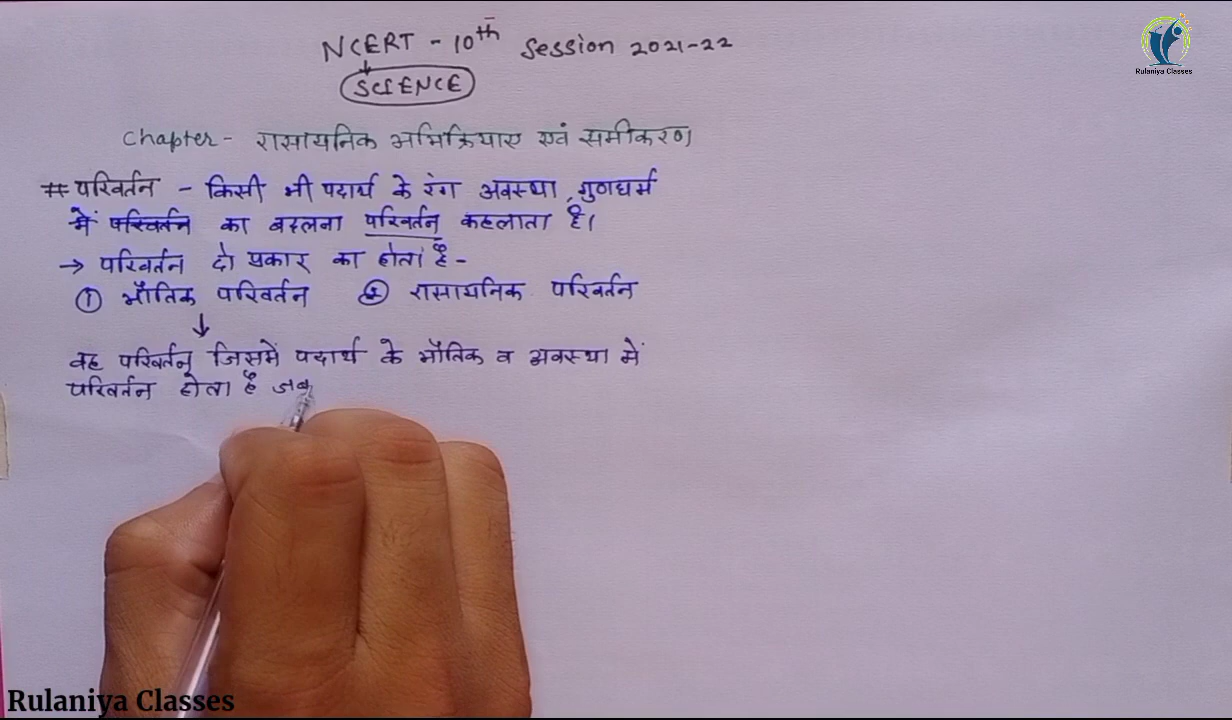 NCERT - 10th Session 2021-22
SCIENCE
Rulaniya Classes
Chapter - रासायनिक अभिक्रियाए एवं समीकरण
# परिवर्तन - किसी भी पदार्थ के रंग अवस्था, गुणधर्म
में परिवर्तन का बदलना परिवर्तन कहलाता है।
→ परिवर्तन दो प्रकार का होता है -
① भौतिक परिवर्तन ② रासायनिक परिवर्तन
↓
वह परिवर्तन जिसमें पदार्थ के भौतिक व अवस्था में
परिवर्तन होता है जब
Rulaniya Classes